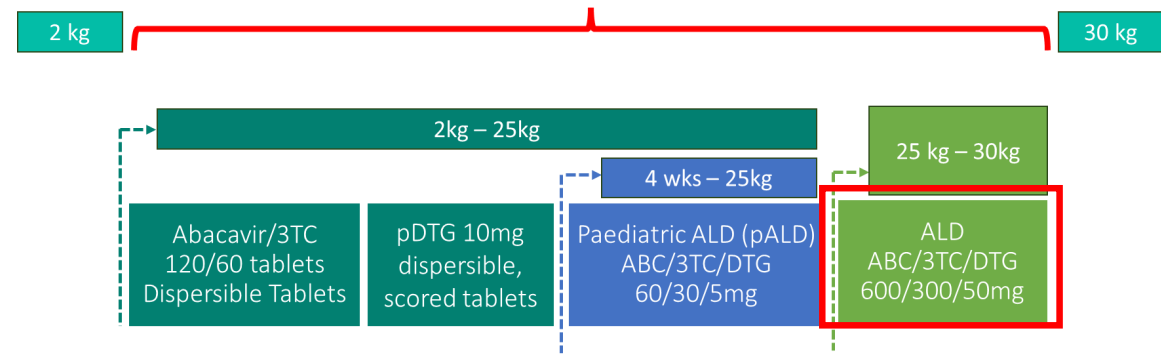 2 kg
30 kg
2kg – 25kg
25 kg – 30kg
4 wks – 25kg
Abacavir/3TC
120/60 tablets
Dispersible Tablets
pDTG 10mg
dispersible,
scored tablets
Paediatric ALD (pALD)
ABC/3TC/DTG
60/30/5mg
ALD
ABC/3TC/DTG
600/300/50mg